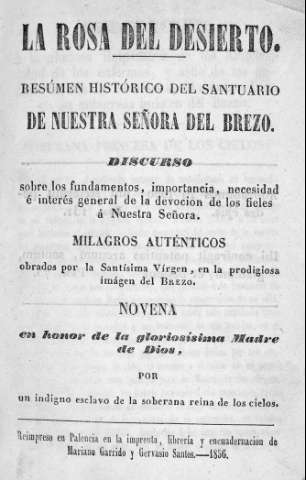 LA ROSA DEL DESIERTO.
RESÚMEN HISTÓRICO DEL SANTUARIO
DE NUESTRA SEÑORA DEL BREZO.
DISCURSO
sobre los fundamentos, importancia, necesidad
é interés general de la devocion de los fieles
á Nuestra Señora.
MILAGROS AUTÉNTICOS
obrados por la Santísima Vírgen, en la prodigiosa
imágen del BREZO.
NOVENA
en honor de la gloriosísima Madre
de Dios,
POR
un indigno esclavo de la soberana reina de los cielos.
Reimpreso en Palencia en la imprenta, librería y encuadernacion de
Mariano Garrido y Gervasio Santos.—1856.